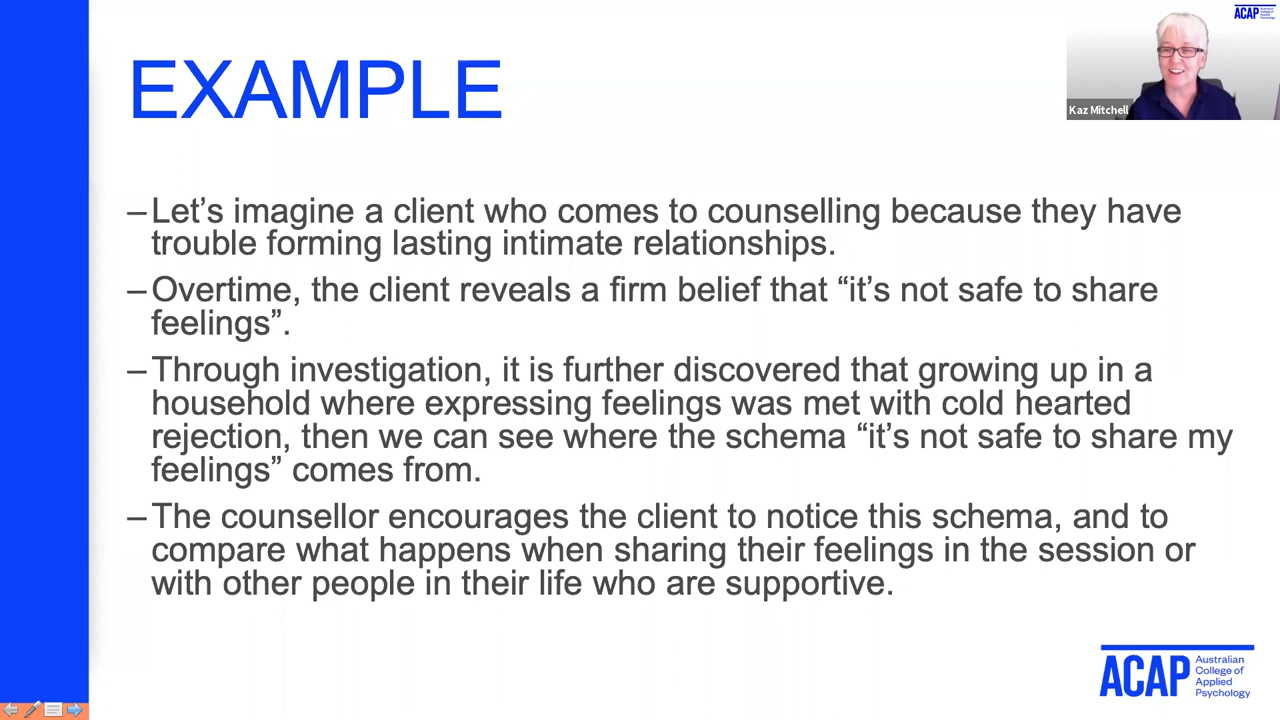 ACAP Australian College of Applied Psychology
EXAMPLE
Kaz Mitchell
–Let’s imagine a client who comes to counselling because they have
trouble forming lasting intimate relationships.
–Overtime, the client reveals a firm belief that “it’s not safe to share
feelings”.
–Through investigation, it is further discovered that growing up in a
household where expressing feelings was met with cold hearted
rejection, then we can see where the schema “it’s not safe to share my
feelings” comes from.
–The counsellor encourages the client to notice this schema, and to
compare what happens when sharing their feelings in the session or
with other people in their life who are supportive.
ACAP
Australian
College of
Applied
Psychology